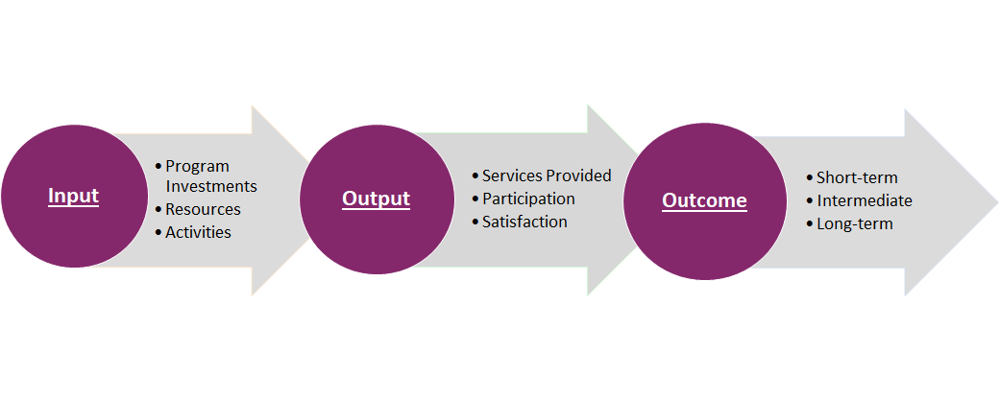 Input
• Program
Investments
• Resources
• Activities
Output
• Services Provided
• Participation
• Satisfaction
Outcome
• Short-term
• Intermediate
• Long-term